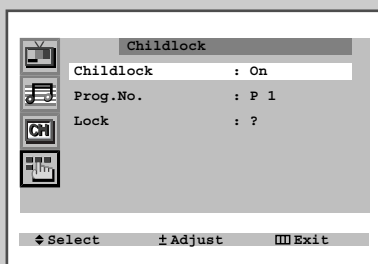 Childlock
Childlock : On
Prog.No. : P 1
Lock : ?
CH
Select ± Adjust Exit